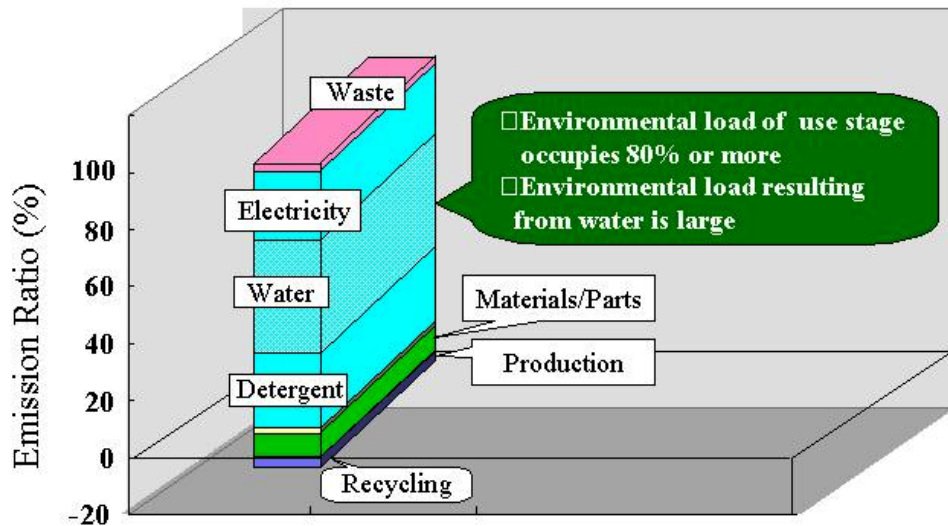 Waste
□Environmental load of use stage
occupies 80% or more
□Environmental load resulting
from water is large
100
Electricity
80
Water
60
Materials/Parts
40
Production
Detergent
20
0
Recycling
-20
Emission Ratio (%)